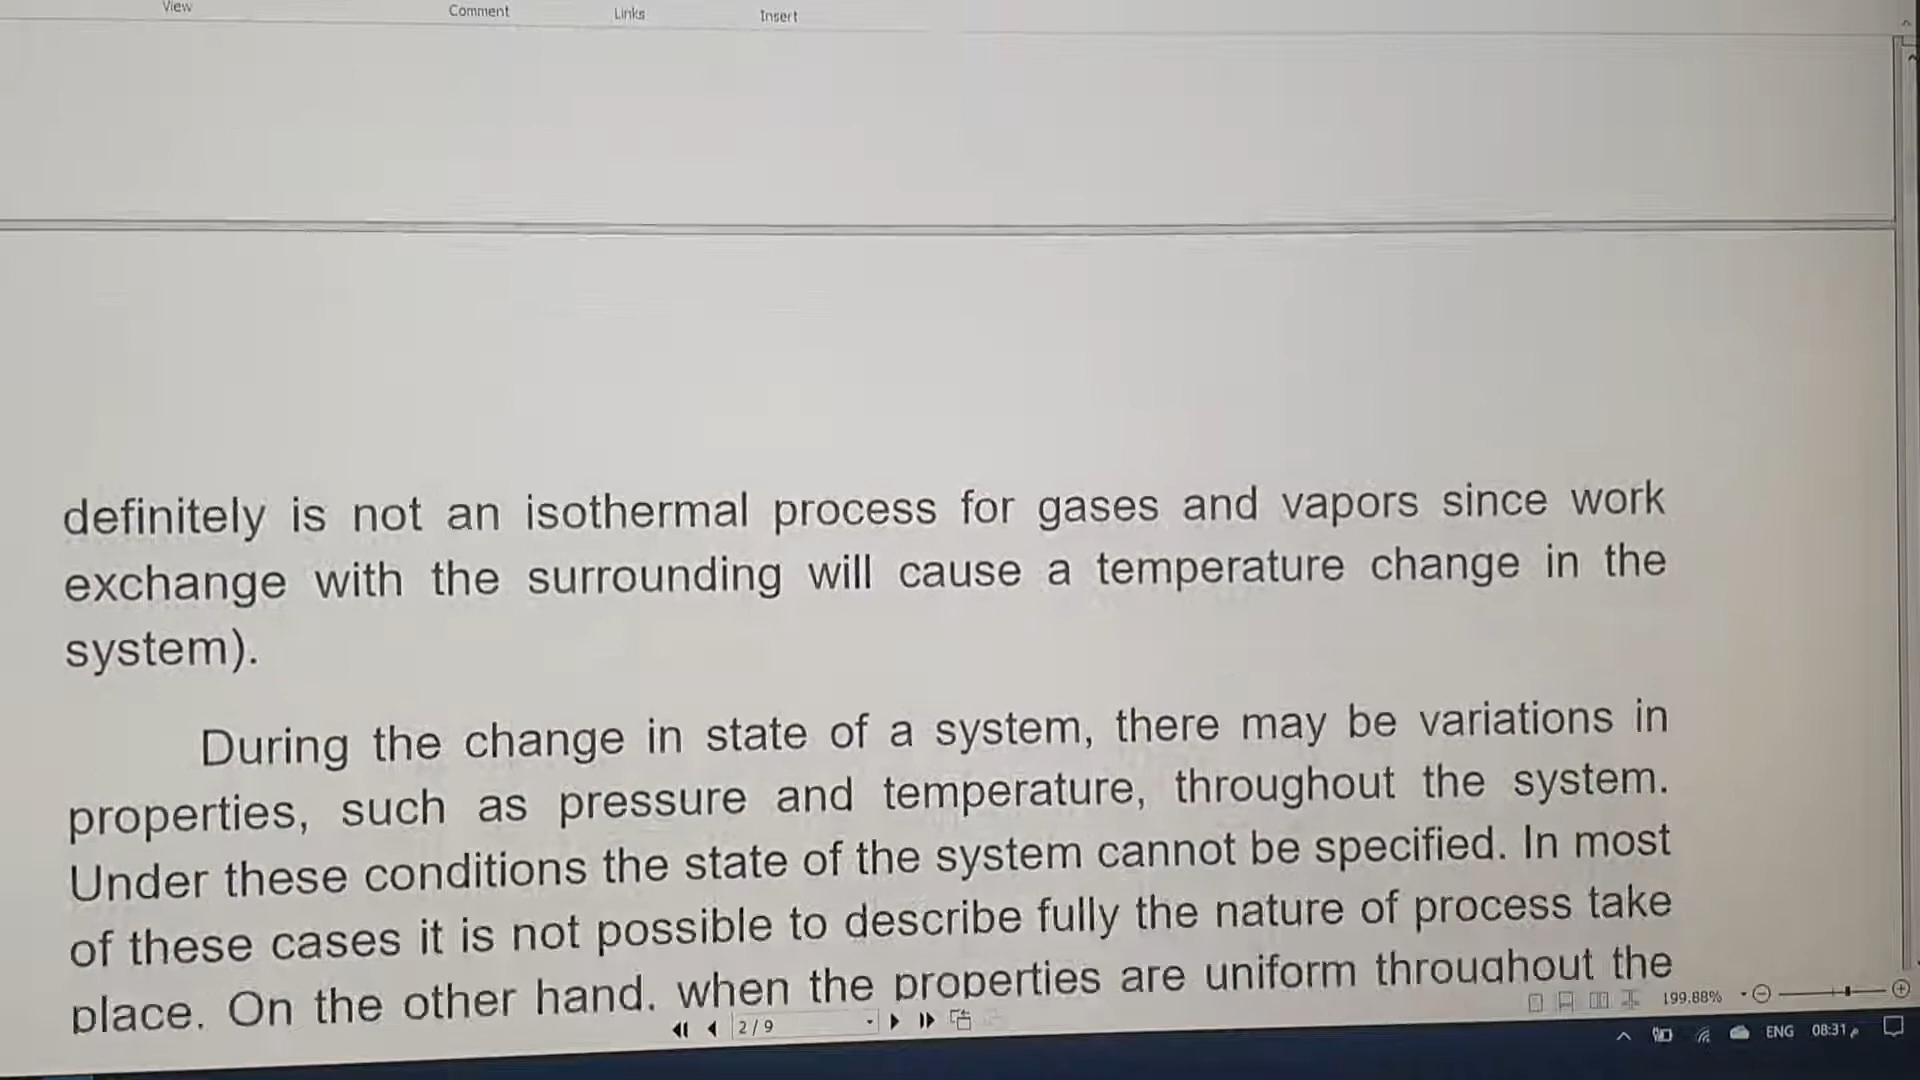 View Comment Links Insert
definitely is not an isothermal process for gases and vapors since work
exchange with the surrounding will cause a temperature change in the
system).
During the change in state of a system, there may be variations in
properties, such as pressure and temperature, throughout the system.
Under these conditions the state of the system cannot be specified. In most
of these cases it is not possible to describe fully the nature of process take
place. On the other hand, when the properties are uniform throughout the
2 / 9
199.88%
ENG 08:31 م